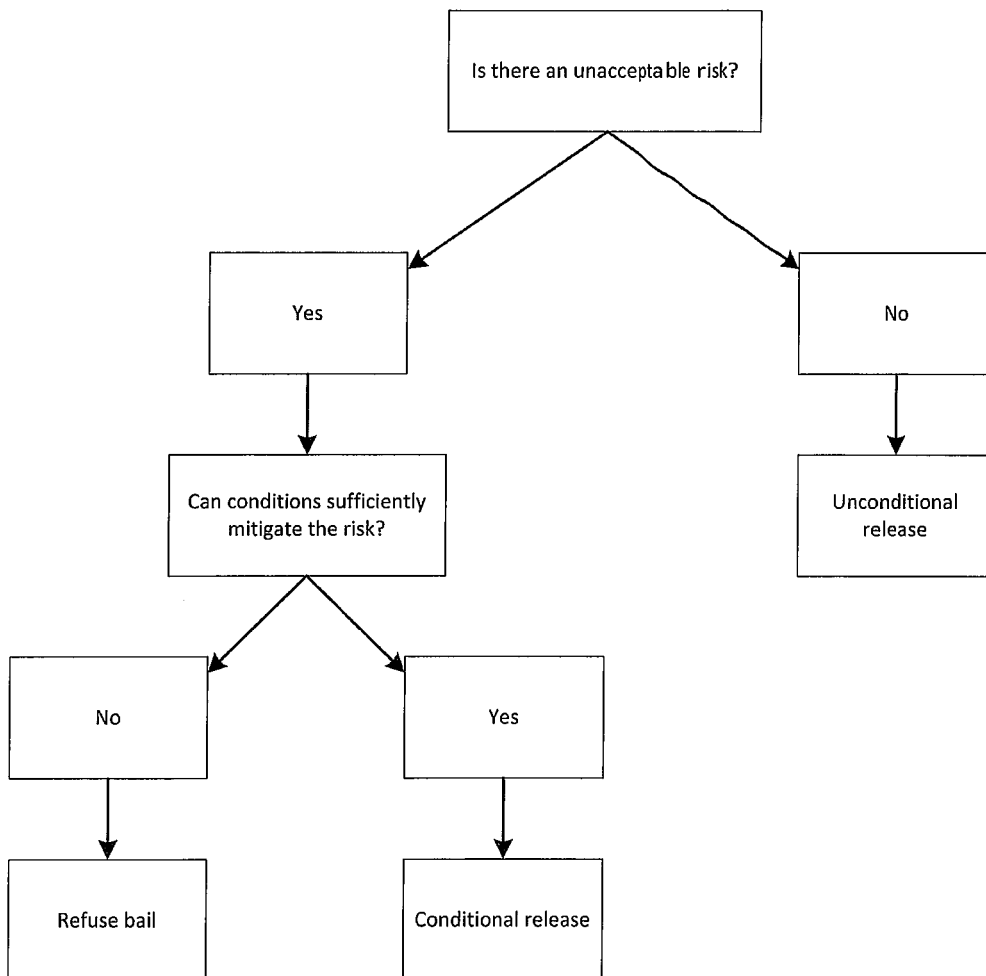 Is there an unacceptable risk?
Yes
No
Can conditions sufficiently
mitigate the risk?
Unconditional
release
No
Yes
Refuse bail
Conditional release